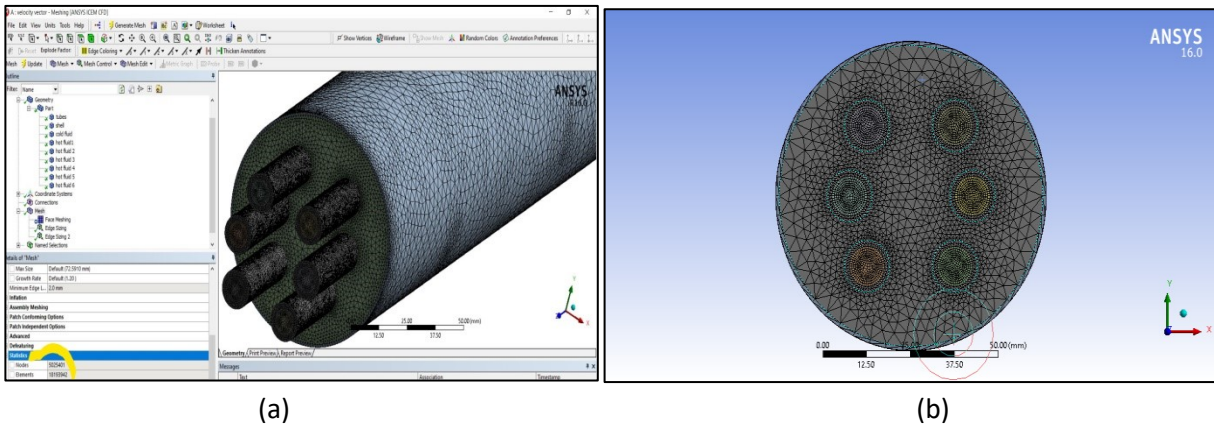 A : velocity vector - Meshing [ANSYS ICEM CFD]
File Edit View Units Tools Help Generate Mesh Worksheet
Show Vertices Wireframe Show Mesh Random Colors Annotation Preferences
Reset Explode Factor: Edge Coloring Thicken Annotations
Mesh Update Mesh Mesh Control Mesh Edit Metric Graph Probe
Outline
Filter: Name
Geometry
Part
tubes
shell
cold fluid
hot fluid1
hot fluid 2
hot fluid 3
hot fluid 4
hot fluid 5
hot fluid 6
Coordinate Systems
Connections
Mesh
Face Meshing
Edge Sizing
Edge Sizing 2
Named Selections
Details of "Mesh"
Max Size
Growth Rate Default (1.20 )
Minimum Edge L... 2.0 mm
Inflation
Assembly Meshing
Patch Conforming Options
Patch Independent Options
Advanced
Defeaturing
Statistics
Nodes
Elements
ANSYS
R16.0
25.00
50.00 (mm)
12.50
37.50
Y
X
Geometry Print Preview Report Preview
Messages
Text Association Timestamp
(a)
ANSYS
16.0
0.00
50.00 (mm)
12.50
37.50
Y
X
(b)